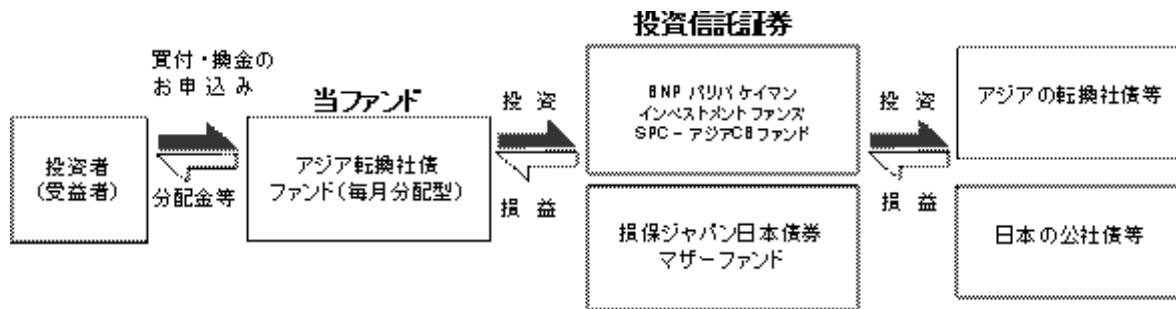 投資信託証券
買付・換金の
お申込み
当ファンド
投資
BNP パリバ ケイマン
インベストメント ファンズ
SPC－アジアCBファンド
投資
アジアの転換社債等
投資者
(受益者)
分配金等
アジア転換社債
ファンド(毎月分配型)
損益
損益
損保ジャパン日本債券
マザーファンド
日本の公社債等